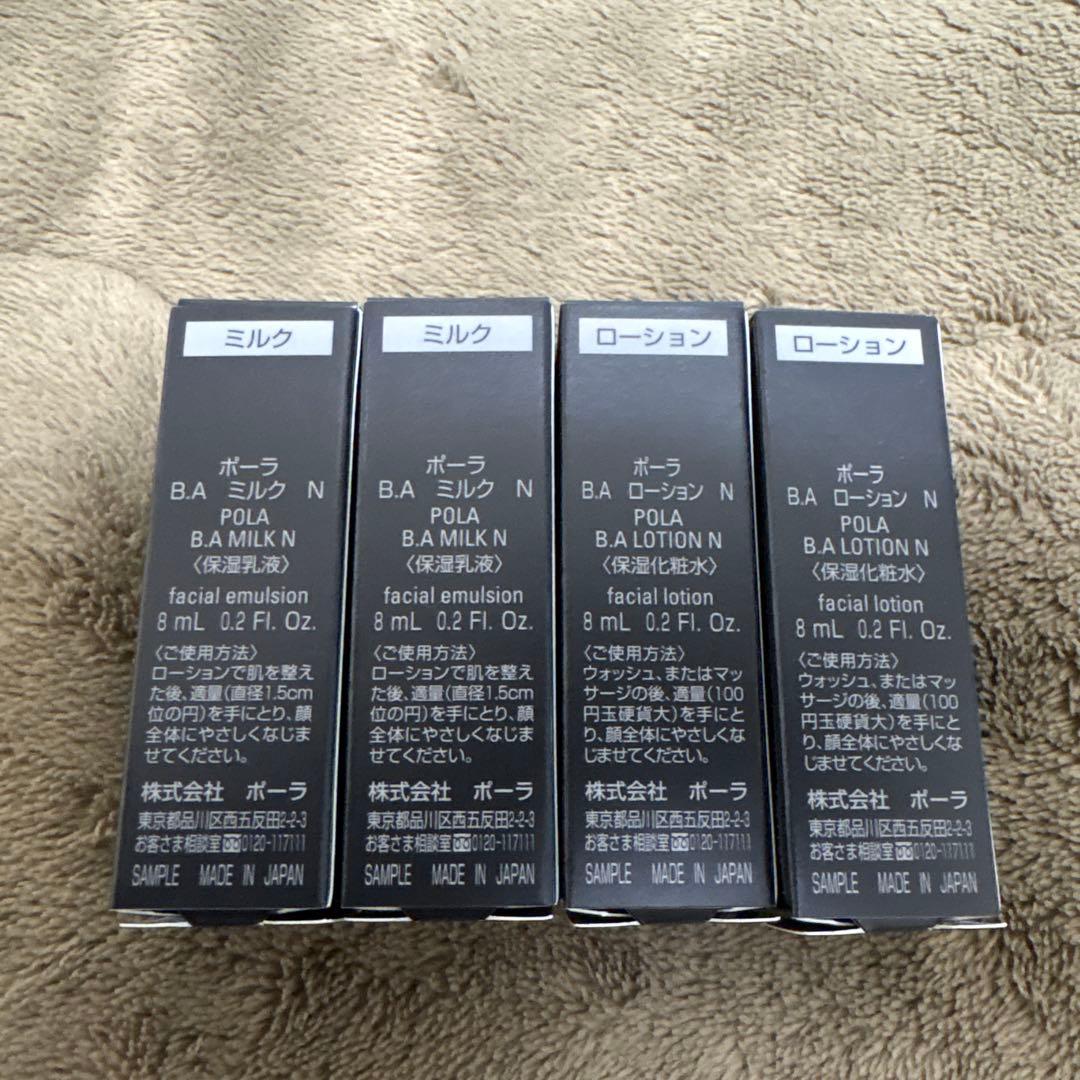 ミルク
ポーラ
B.A ミルク N
POLA
B.A MILK N
〈保湿乳液〉
facial emulsion
8 mL 0.2 Fl. Oz.
〈ご使用方法〉
ローションで肌を整え
た後、適量(直径1.5cm
位の円)を手にとり、顔
全体にやさしくなじま
せてください。
株式会社 ポーラ
東京都品川区西五反田2-2-3
お客さま相談室 0120-117111
SAMPLE MADE IN JAPAN
ミルク
ポーラ
B.A ミルク N
POLA
B.A MILK N
〈保湿乳液〉
facial emulsion
8 mL 0.2 Fl. Oz.
〈ご使用方法〉
ローションで肌を整え
た後、適量(直径1.5cm
位の円)を手にとり、顔
全体にやさしくなじま
せてください。
株式会社 ポーラ
東京都品川区西五反田2-2-3
お客さま相談室 0120-117111
SAMPLE MADE IN JAPAN
ローション
ポーラ
B.A ローション N
POLA
B.A LOTION N
〈保湿化粧水〉
facial lotion
8 mL 0.2 Fl. Oz.
〈ご使用方法〉
ウォッシュ、またはマッ
サージの後、適量(100
円玉硬貨大)を手にと
り、顔全体にやさしくな
じませてください。
株式会社 ポーラ
東京都品川区西五反田2-2-3
お客さま相談室 0120-117111
SAMPLE MADE IN JAPAN
ローション
ポーラ
B.A ローション N
POLA
B.A LOTION N
〈保湿化粧水〉
facial lotion
8 mL 0.2 Fl. Oz.
〈ご使用方法〉
ウォッシュ、またはマッ
サージの後、適量(100
円玉硬貨大)を手にと
り、顔全体にやさしくな
じませてください。
株式会社 ポーラ
東京都品川区西五反田2-2-3
お客さま相談室 0120-117111
SAMPLE MADE IN JAPAN